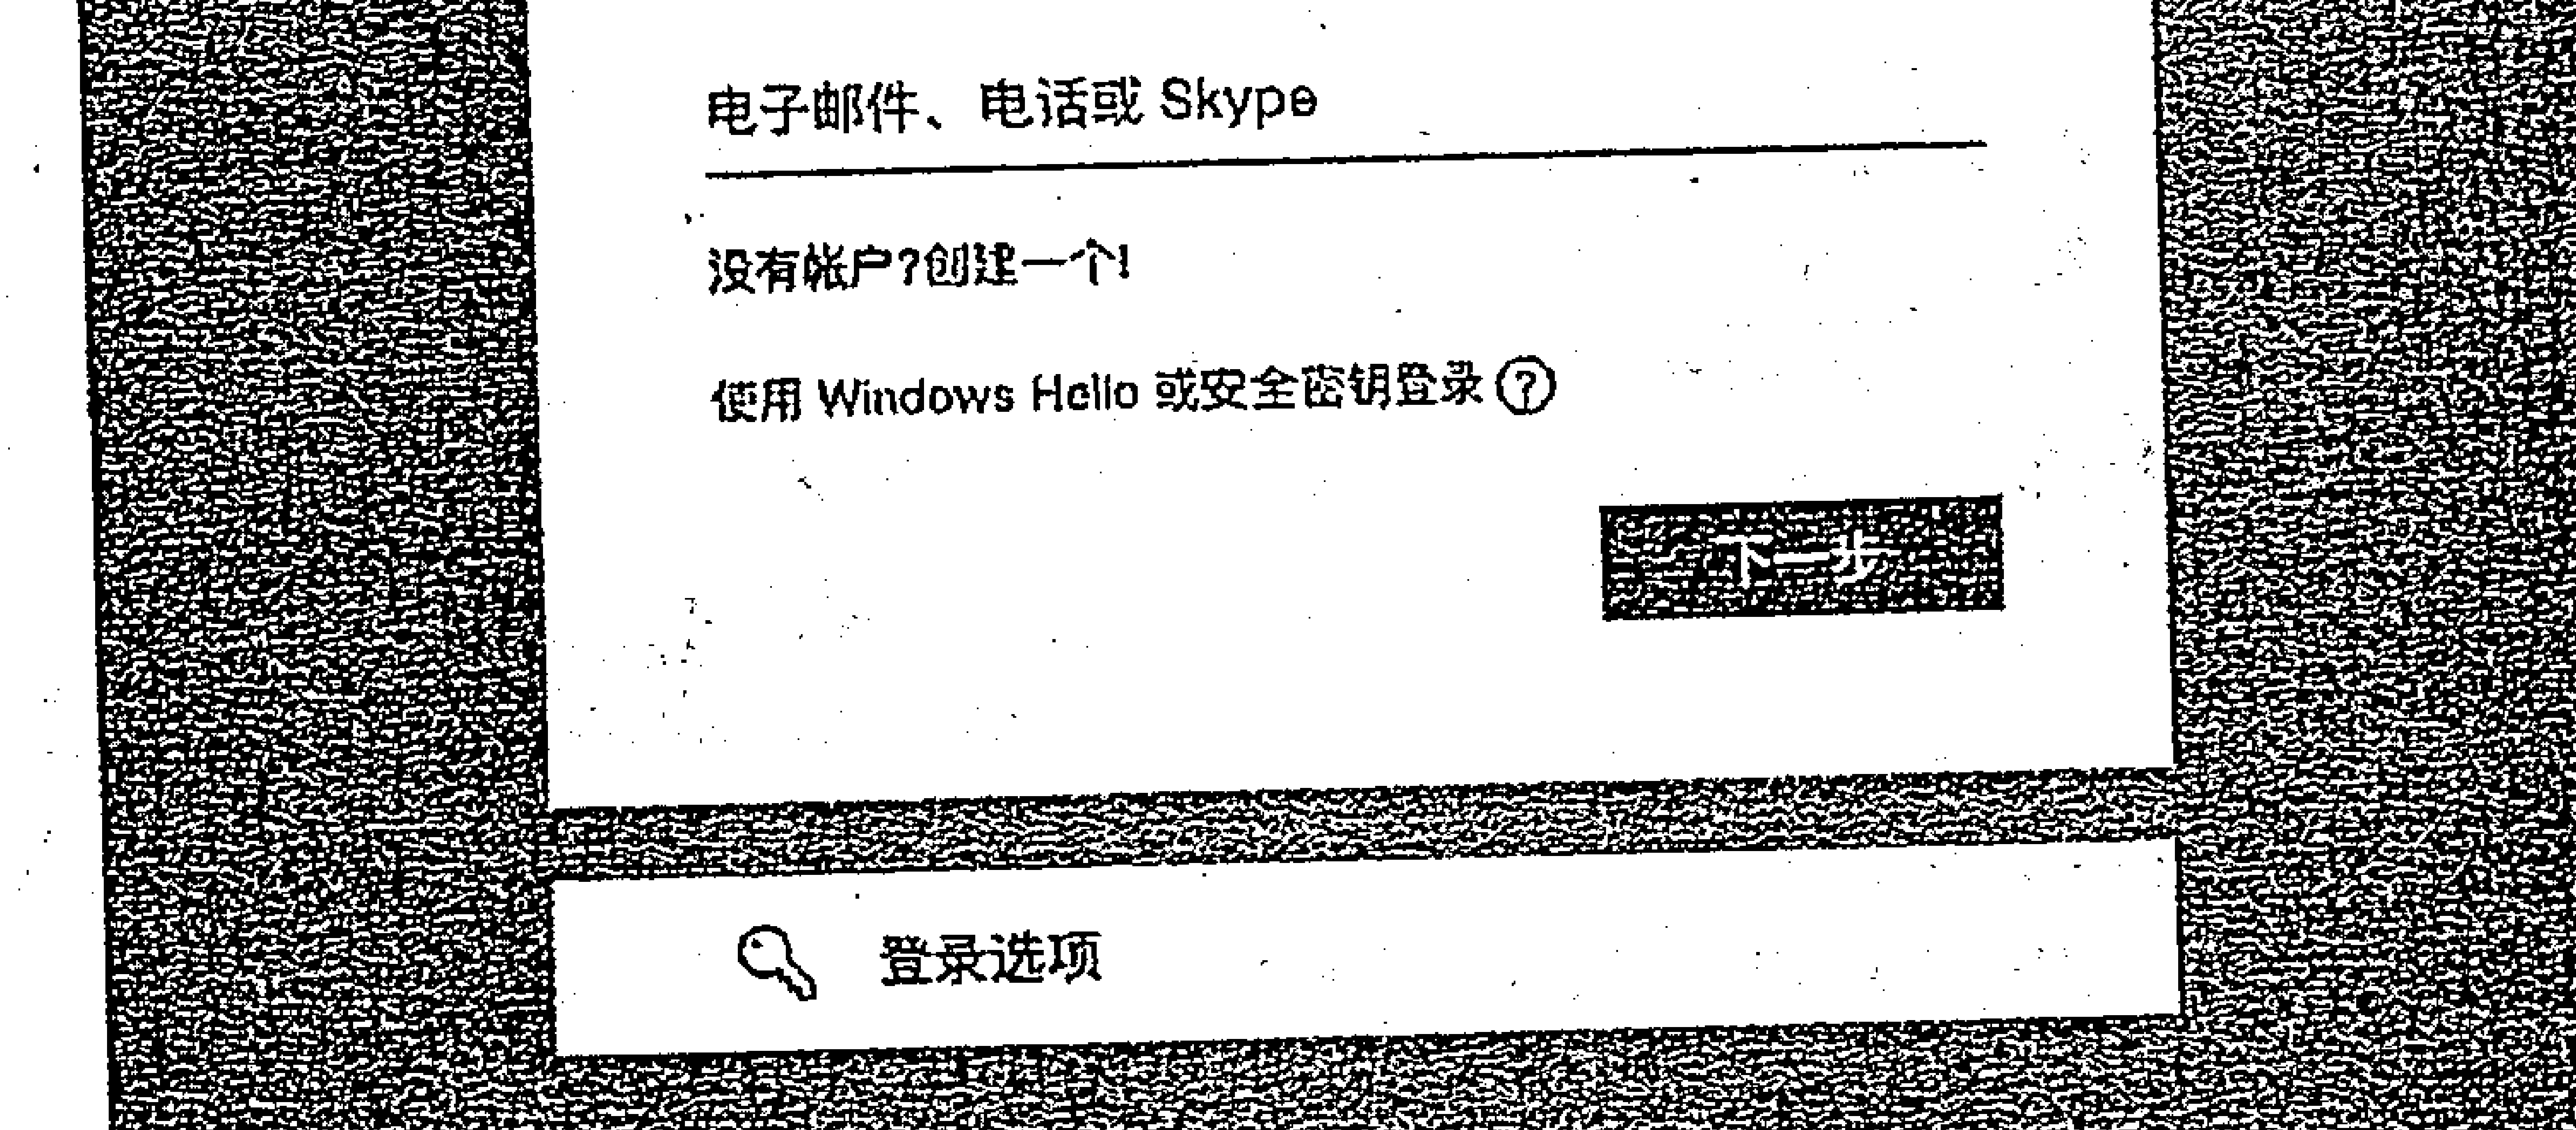 电子邮件、电话或 Skype
没有帐户?创建一个!
使用 Windows Hello 或安全密钥登录
下一步
登录选项